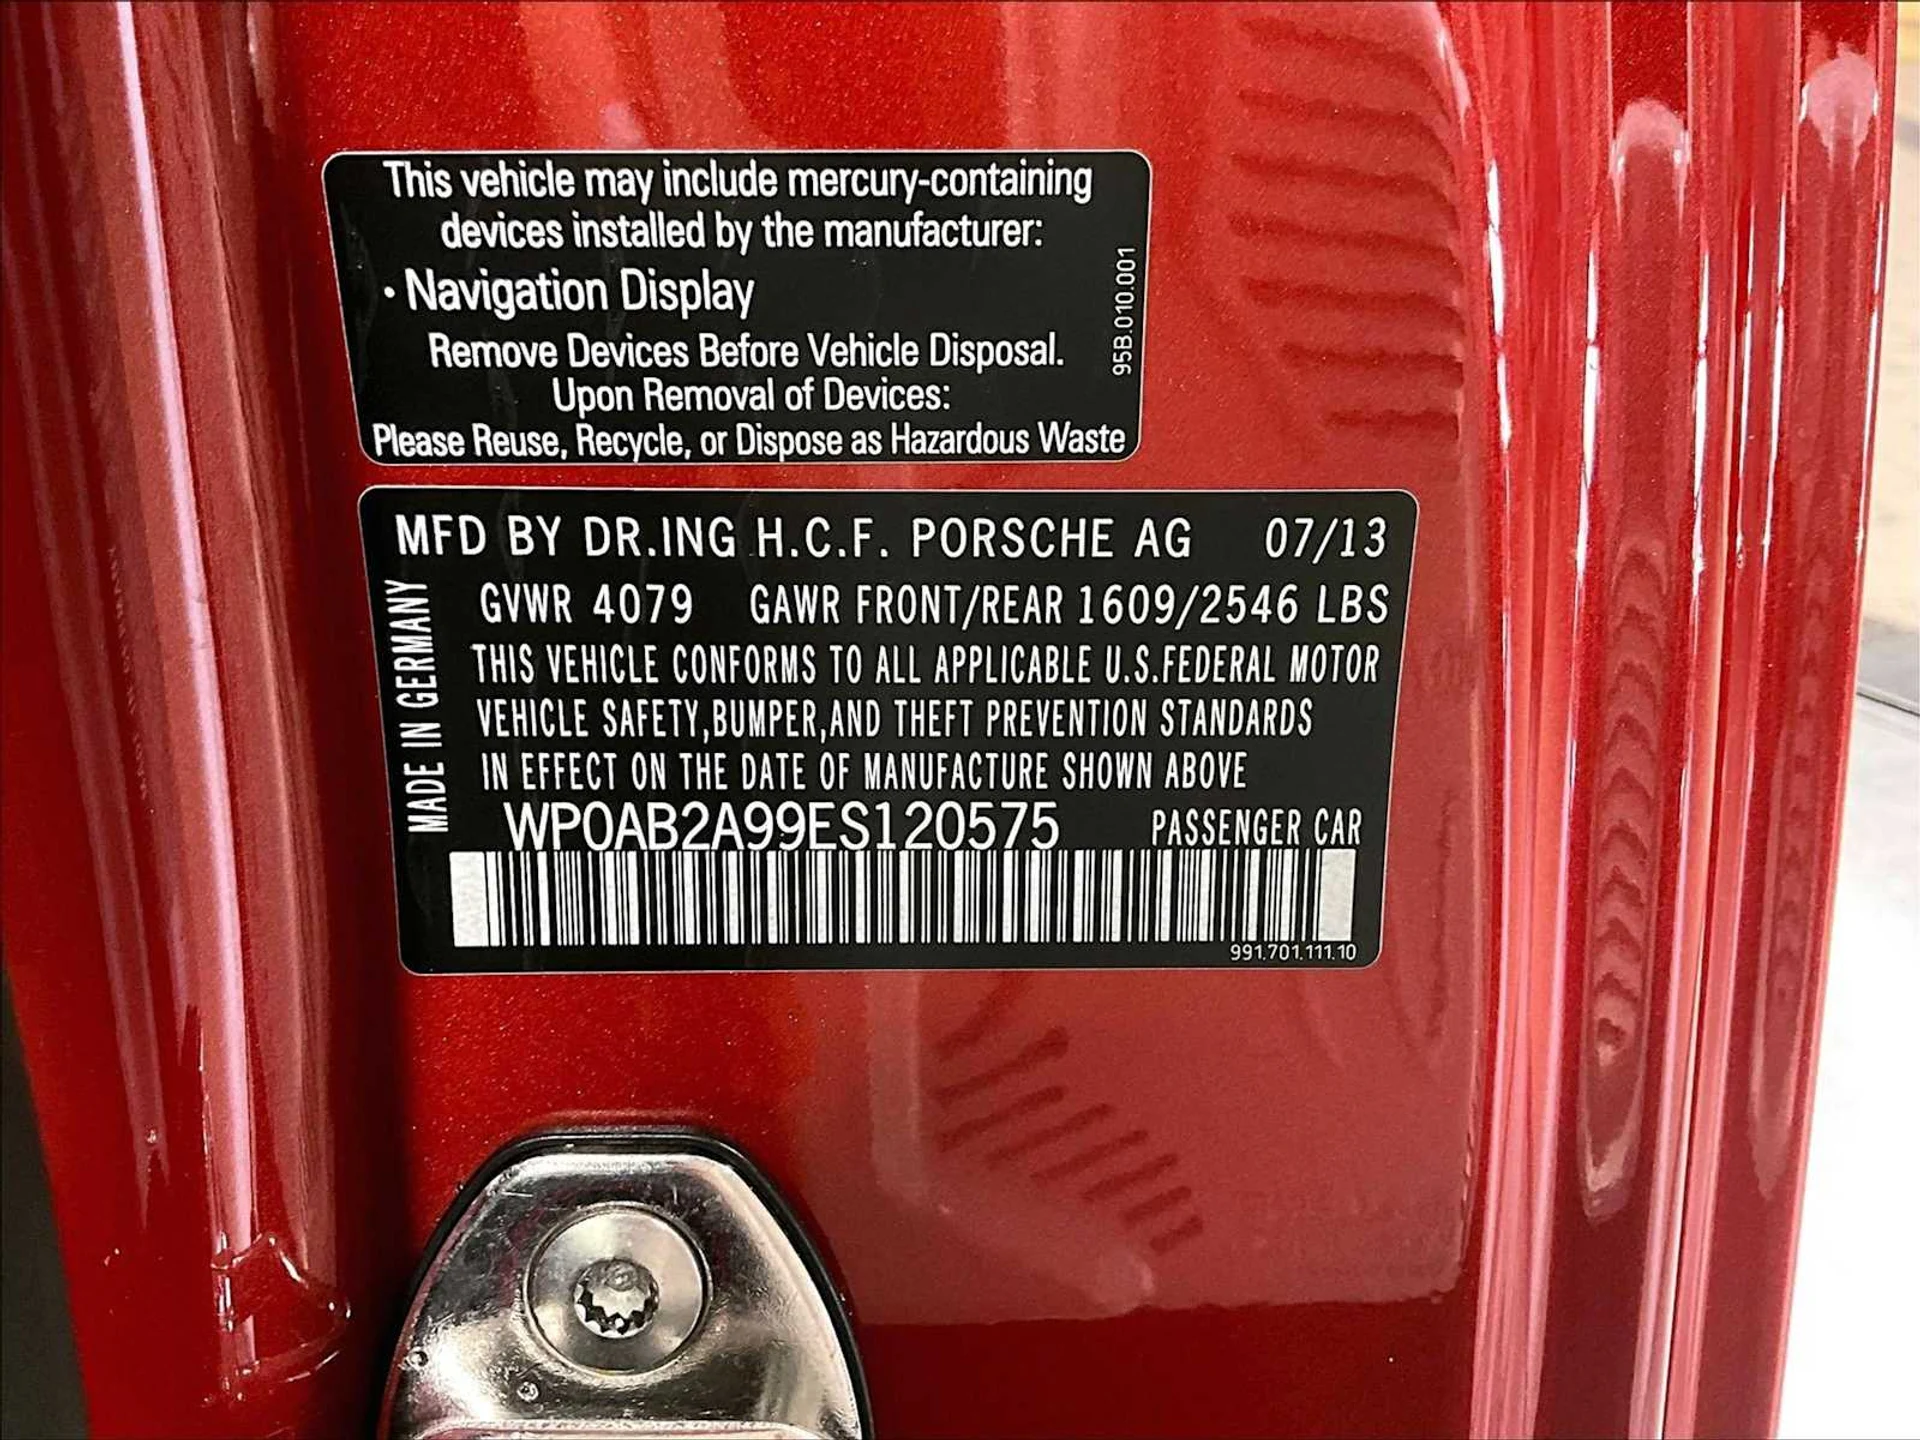 This vehicle may include mercury-containing
devices installed by the manufacturer:
· Navigation Display
Remove Devices Before Vehicle Disposal.
Upon Removal of Devices:
Please Reuse, Recycle, or Dispose as Hazardous Waste
95B.010.001
MFD BY DR.ING H.C.F. PORSCHE AG 07/13
GVWR 4079 GAWR FRONT/REAR 1609/2546 LBS
THIS VEHICLE CONFORMS TO ALL APPLICABLE U.S.FEDERAL MOTOR
VEHICLE SAFETY,BUMPER,AND THEFT PREVENTION STANDARDS
IN EFFECT ON THE DATE OF MANUFACTURE SHOWN ABOVE
WP0AB2A99ES120575 PASSENGER CAR
991.701.111.10
MADE IN GERMANY